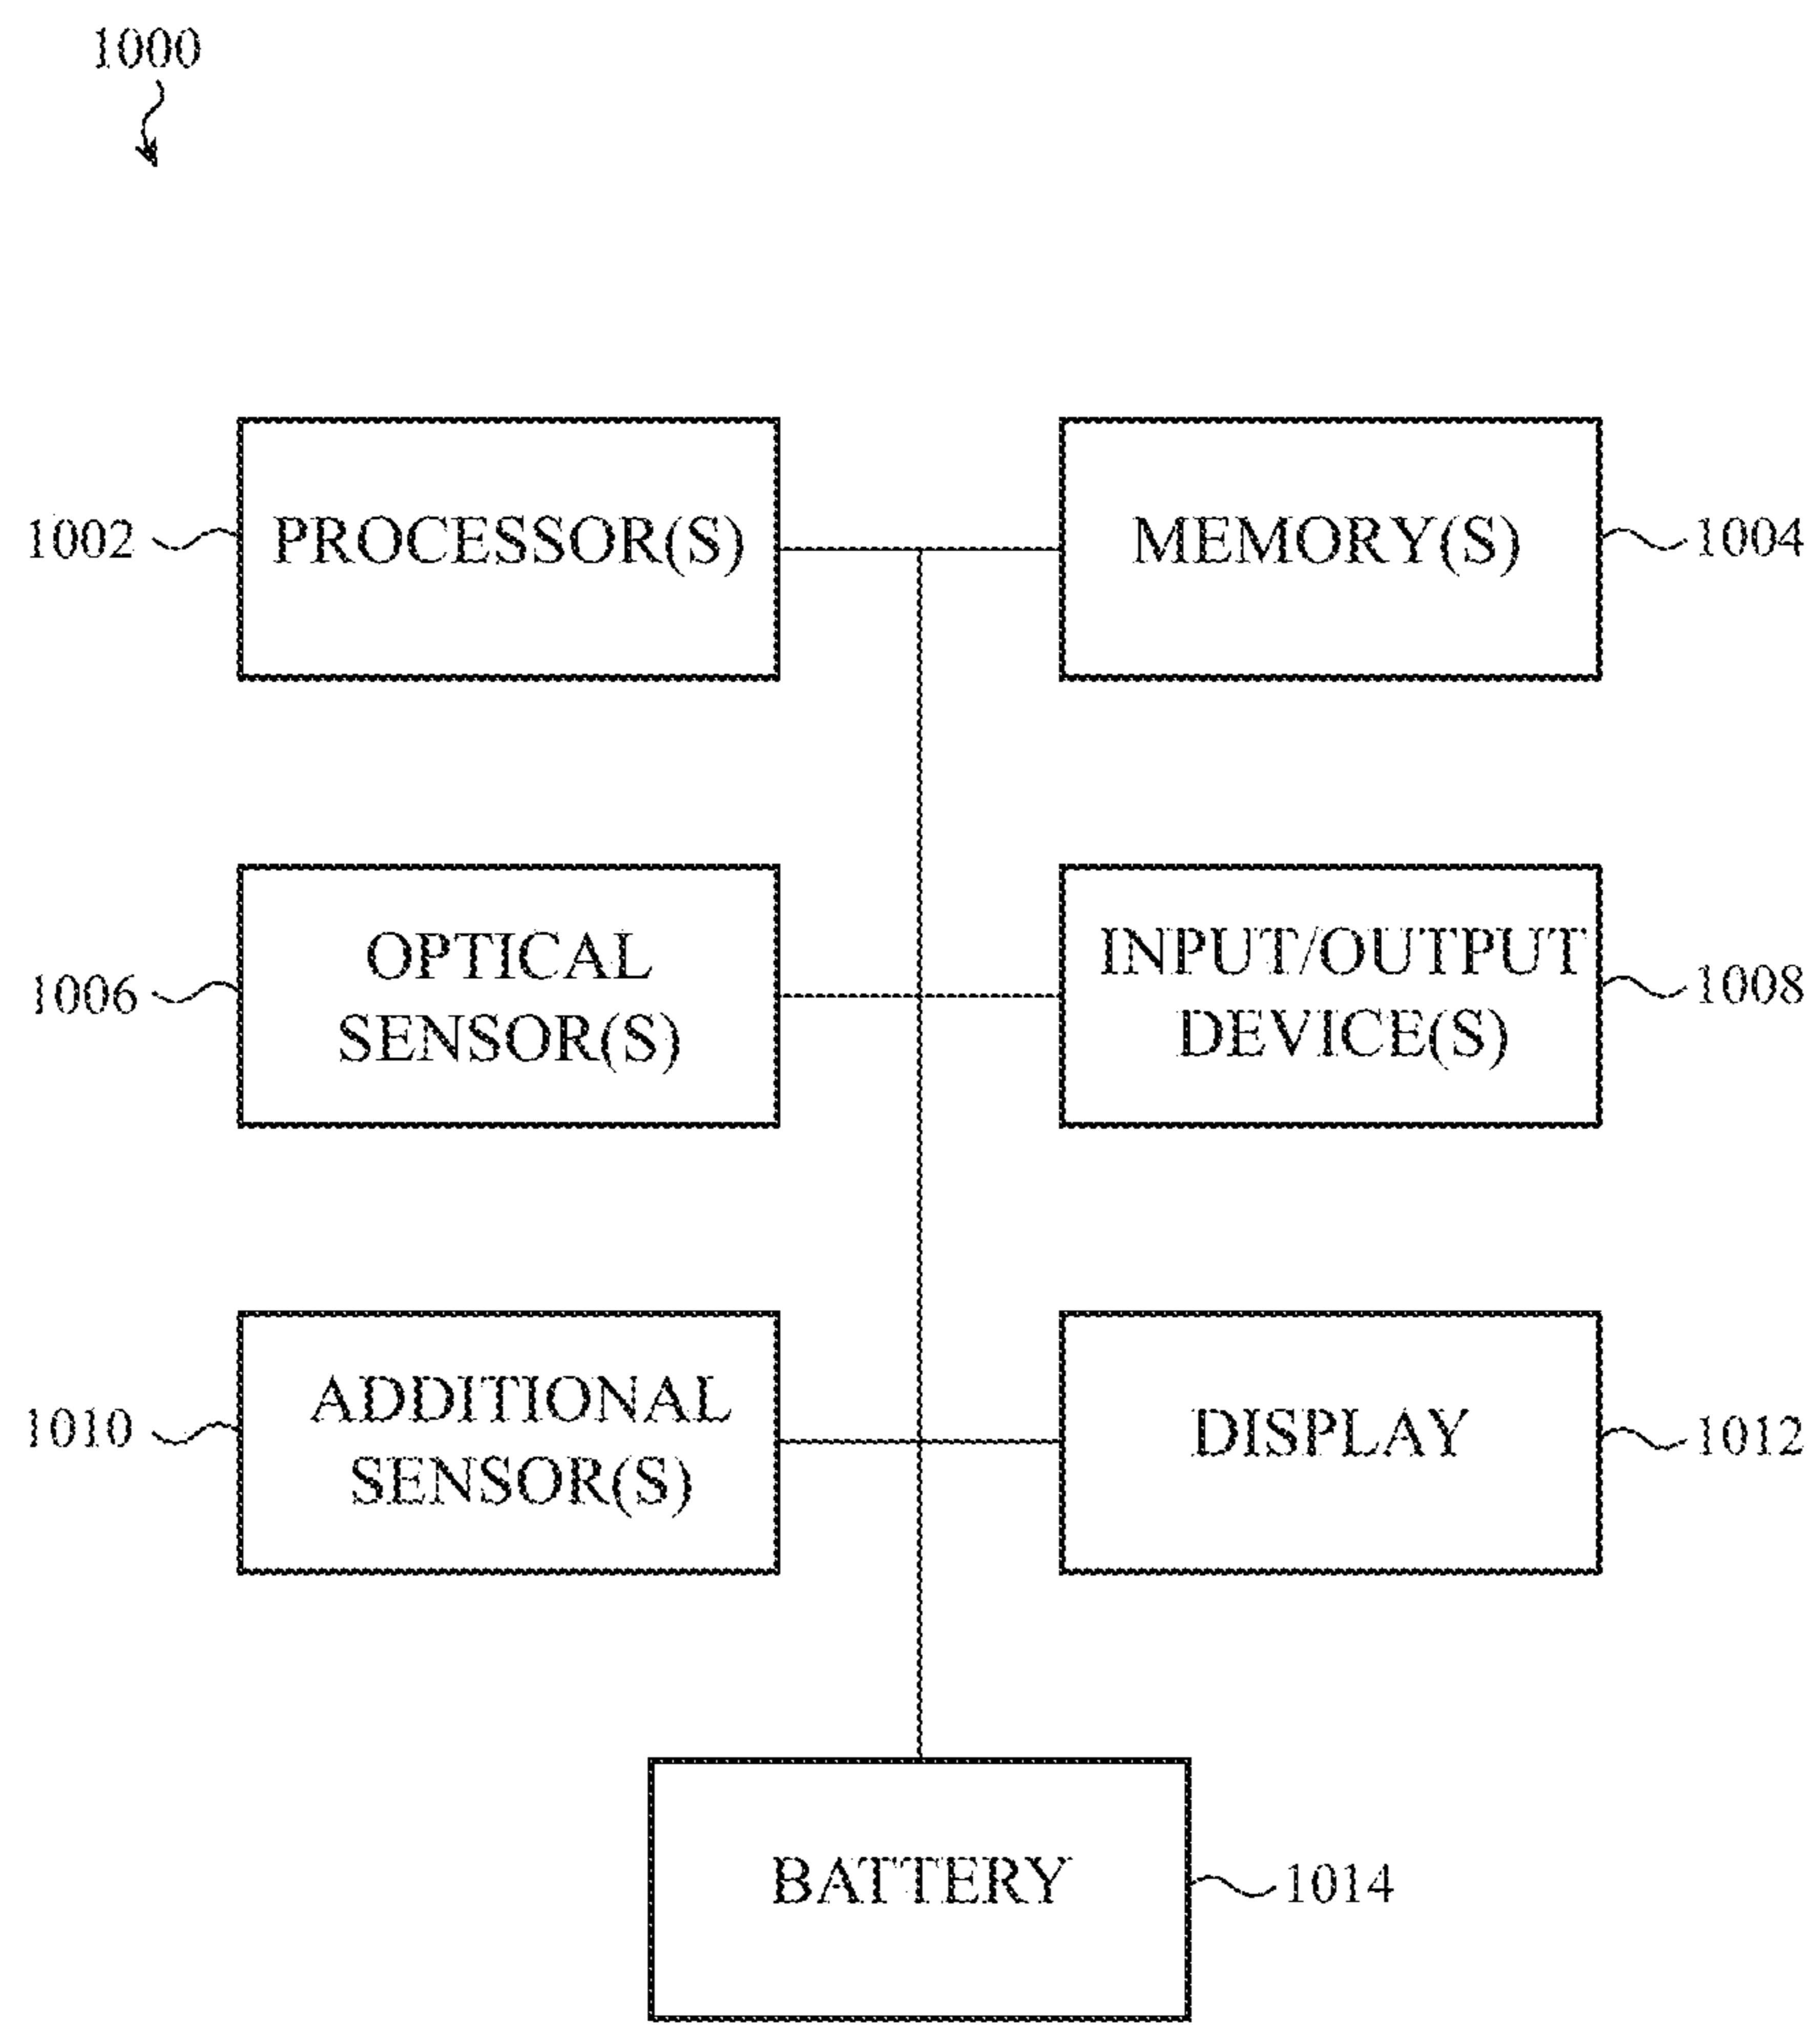 1000
1002
PROCESSOR(S)
MEMORY(S)
1004
1006
OPTICAL
SENSOR(S)
INPUT/OUTPUT
DEVICE(S)
1008
1010
ADDITIONAL
SENSOR(S)
DISPLAY
1012
BATTERY
1014